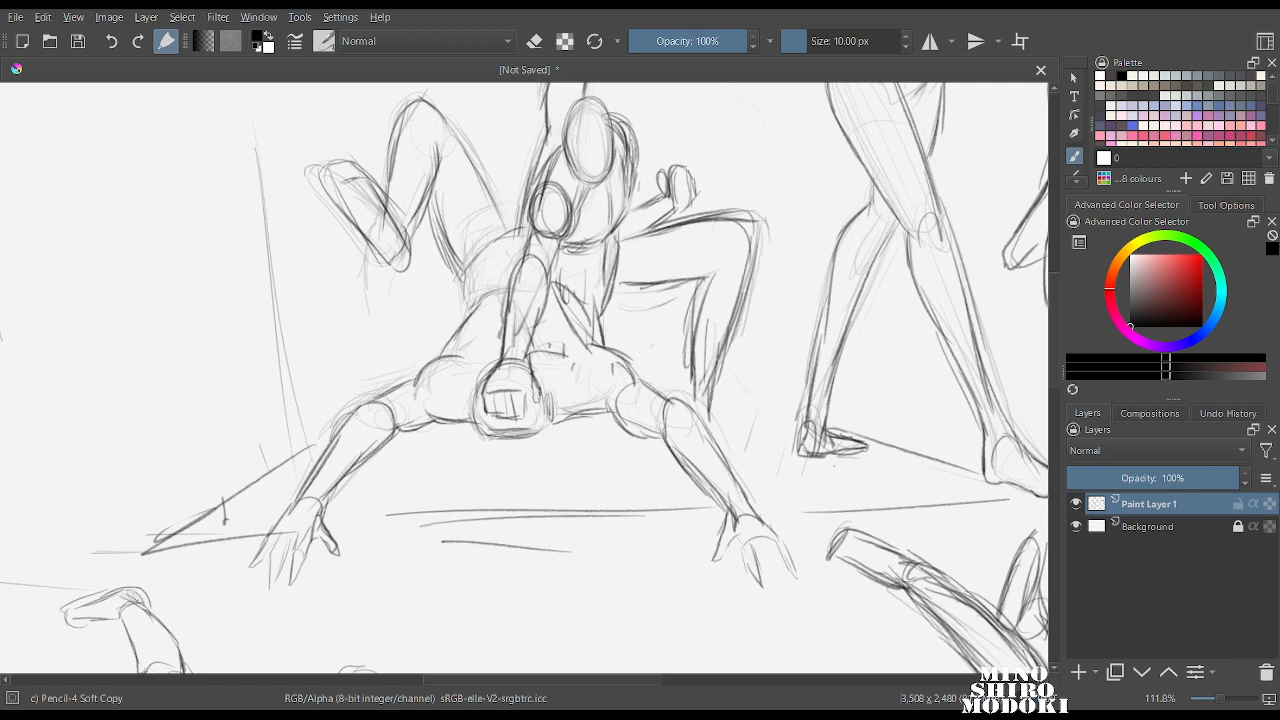 File Edit View Image Layer Select Filter Window Tools Settings Help
Normal Opacity: 100% Size: 10.00 px
[Not Saved] *
Palette
0
...8 colours
Advanced Color Selector Tool Options
Advanced Color Selector
Layers Compositions Undo History
Layers
Normal
Opacity: 100%
Paint Layer 1
Background
c) Pencil-4 Soft Copy RGB/Alpha (8-bit integer/channel) sRGB-elle-V2-srgbtrc.icc 3,508 x 2,480 111.8%
MINO
SHIRO
MODOKI